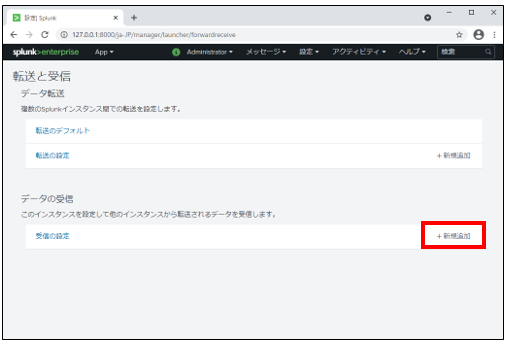 設定| Splunk
127.0.0.1:8000/ja-JP/manager/launcher/forwardreceive
splunk>enterprise App▼ Administrator▼ メッセージ▼ 設定▼ アクティビティ▼ ヘルプ▼ 検索
転送と受信
データ転送
複数のSplunkインスタンス間での転送を設定します。
転送のデフォルト
転送の設定 + 新規追加
データの受信
このインスタンスを設定して他のインスタンスから転送されるデータを受信します。
受信の設定 + 新規追加